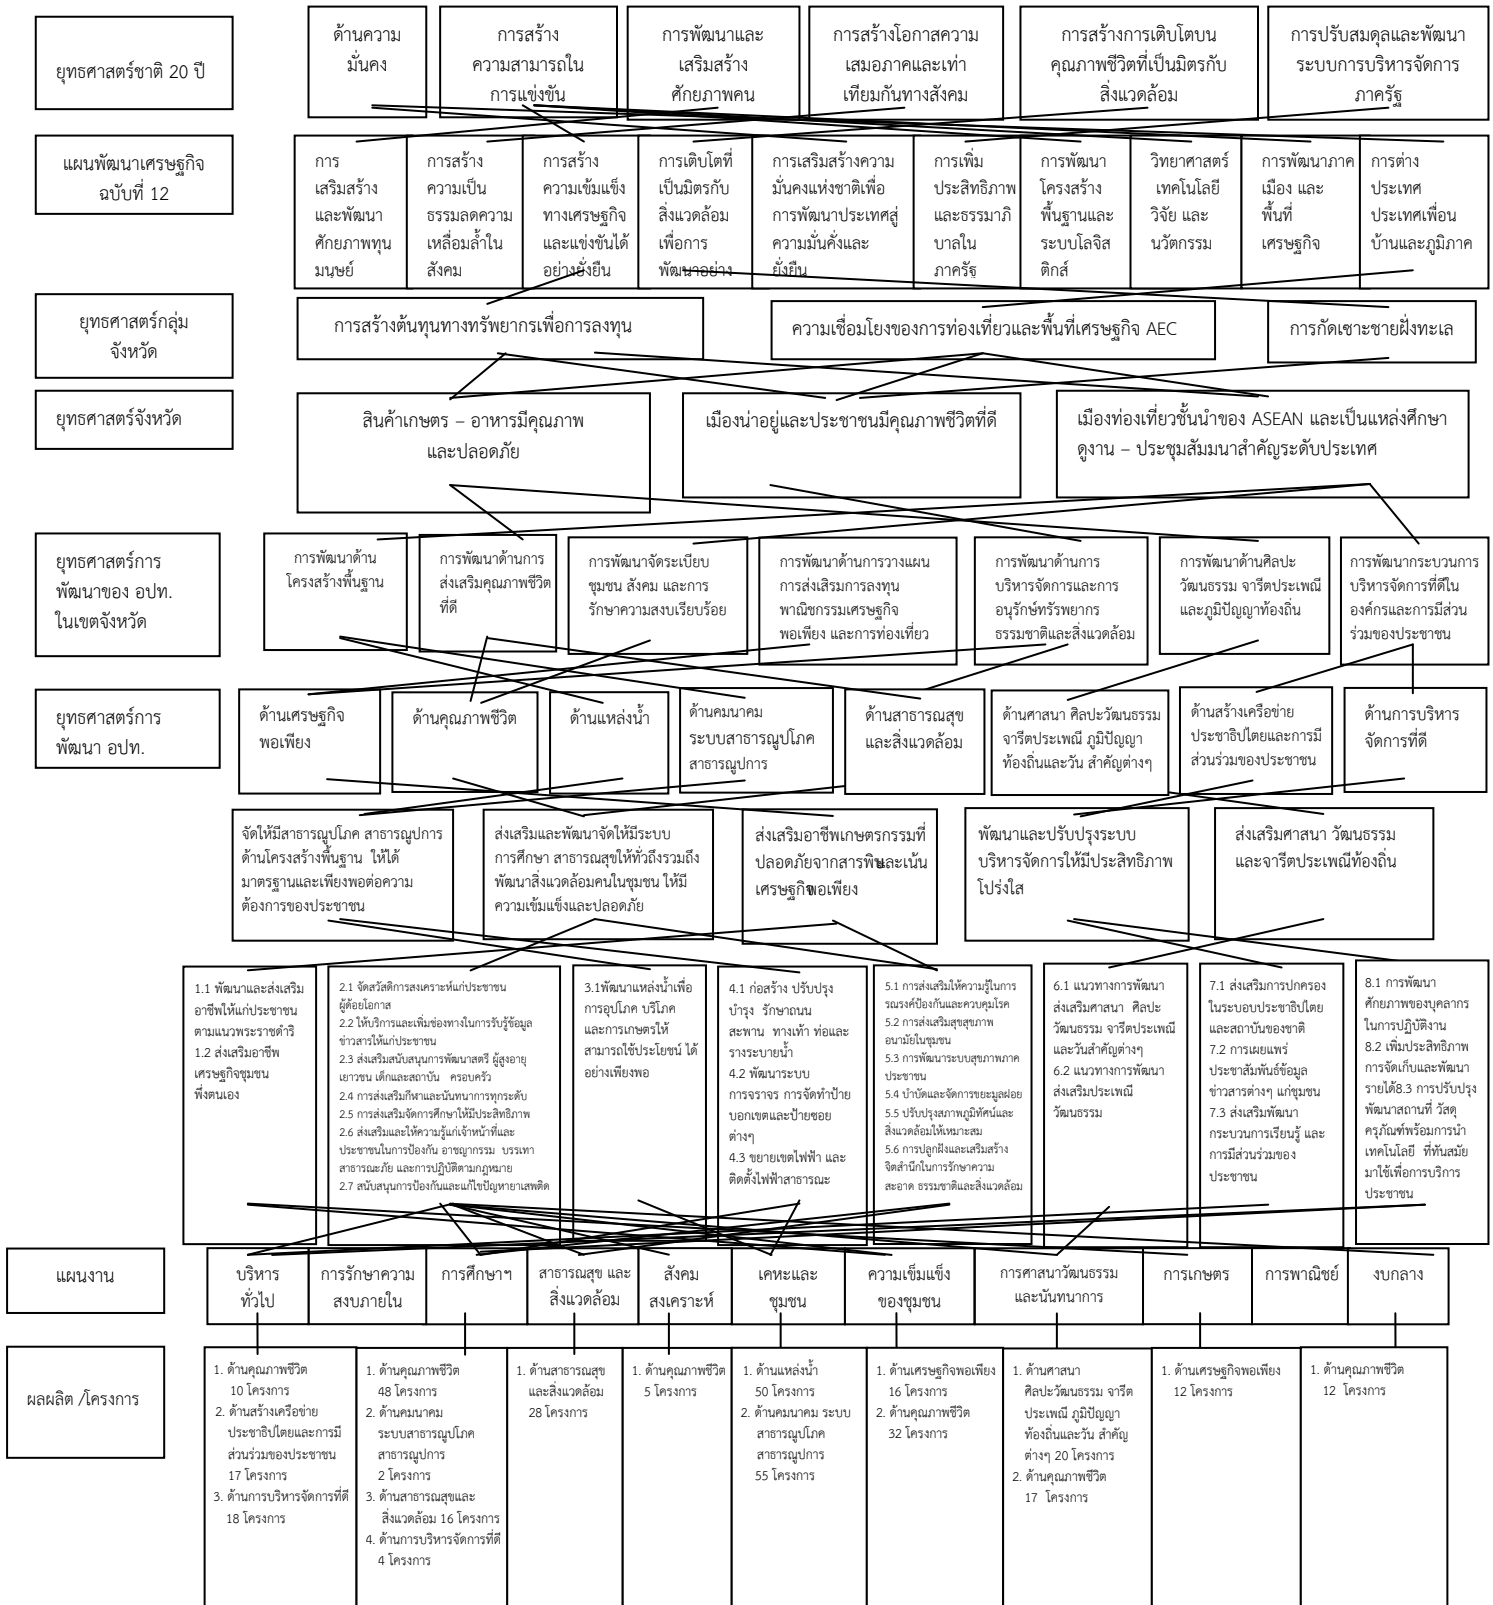 ยุทธศาสตร์ชาติ 20 ปี
ด้านความ
มั่นคง
การสร้าง
ความสามารถใน
การแข่งขัน
การพัฒนาและ
เสริมสร้าง
ศักยภาพคน
การสร้างโอกาสความ
เสมอภาคและเท่า
เทียมกันทางสังคม
การสร้างการเติบโตบน
คุณภาพชีวิตที่เป็นมิตรกับ
สิ่งแวดล้อม
การปรับสมดุลและพัฒนา
ระบบการบริหารจัดการ
ภาครัฐ
แผนพัฒนาเศรษฐกิจ
ฉบับที่ 12
การ
เสริมสร้าง
และพัฒนา
ศักยภาพทุน
มนุษย์
การสร้าง
ความเป็น
ธรรมลดความ
เหลื่อมล้ำใน
สังคม
การสร้าง
ความเข้มแข็ง
ทางเศรษฐกิจ
และแข่งขันได้
อย่างยั่งยืน
การเติบโตที่
เป็นมิตรกับ
สิ่งแวดล้อม
เพื่อการ
พัฒนาอย่าง
การเสริมสร้างความ
มั่นคงแห่งชาติเพื่อ
การพัฒนาประเทศสู่
ความมั่นคั่งและ
ยั่งยืน
การเพิ่ม
ประสิทธิภาพ
และธรรมาภิ
บาลใน
ภาครัฐ
การพัฒนา
โครงสร้าง
พื้นฐานและ
ระบบโลจิส
ติกส์
วิทยาศาสตร์
เทคโนโลยี
วิจัย และ
นวัตกรรม
การพัฒนาภาค
เมือง และ
พื้นที่
เศรษฐกิจ
การต่าง
ประเทศ
ประเทศเพื่อน
บ้านและภูมิภาค
ยุทธศาสตร์กลุ่ม
จังหวัด
การสร้างต้นทุนทางทรัพยากรเพื่อการลงทุน
ความเชื่อมโยงของการท่องเที่ยวและพื้นที่เศรษฐกิจ AEC
การกัดเซาะชายฝั่งทะเล
ยุทธศาสตร์จังหวัด
สินค้าเกษตร – อาหารมีคุณภาพ
และปลอดภัย
เมืองน่าอยู่และประชาชนมีคุณภาพชีวิตที่ดี
เมืองท่องเที่ยวชั้นนำของ ASEAN และเป็นแหล่งศึกษา
ดูงาน – ประชุมสัมมนาสำคัญระดับประเทศ
ยุทธศาสตร์การ
พัฒนาของ อปท.
ในเขตจังหวัด
การพัฒนาด้าน
โครงสร้างพื้นฐาน
การพัฒนาด้านการ
ส่งเสริมคุณภาพชีวิต
ที่ดี
การพัฒนาจัดระเบียบ
ชุมชน สังคม และการ
รักษาความสงบเรียบร้อย
การพัฒนาด้านการวางแผน
การส่งเสริมการลงทุน
พาณิชกรรมเศรษฐกิจ
พอเพียง และการท่องเที่ยว
การพัฒนาด้านการ
บริหารจัดการและการ
อนุรักษ์ทรัรพยากร
ธรรมชาติและสิ่งแวดล้อม
การพัฒนาด้านศิลปะ
วัฒนธรรม จารีตประเพณี
และภูมิปัญญาท้องถิ่น
การพัฒนากระบวนการ
บริหารจัดการที่ดีใน
องค์กรและการมีส่วน
ร่วมของประชาชน
ยุทธศาสตร์การ
พัฒนา อปท.
ด้านเศรษฐกิจ
พอเพียง
ด้านคุณภาพชีวิต
ด้านแหล่งน้ำ
ด้านคมนาคม
ระบบสาธารณูปโภค
สาธารณูปการ
ด้านสาธารณสุข
และสิ่งแวดล้อม
ด้านศาสนา ศิลปะวัฒนธรรม
จารีตประเพณี ภูมิปัญญา
ท้องถิ่นและวัน สำคัญต่างๆ
ด้านสร้างเครือข่าย
ประชาธิปไตยและการมี
ส่วนร่วมของประชาชน
ด้านการบริหาร
จัดการที่ดี
จัดให้มีสาธารณูปโภค สาธารณูปการ
ด้านโครงสร้างพื้นฐาน ให้ได้
มาตรฐานและเพียงพอต่อความ
ต้องการของประชาชน
ส่งเสริมและพัฒนาจัดให้มีระบบ
การศึกษา สาธารณสุขให้ทั่วถึงรวมถึง
พัฒนาสิ่งแวดล้อมคนในชุมชน ให้มี
ความเข้มแข็งและปลอดภัย
ส่งเสริมอาชีพเกษตรกรรมที่
ปลอดภัยจากสารพิษและเน้น
เศรษฐกิจพอเพียง
พัฒนาและปรับปรุงระบบ
บริหารจัดการให้มีประสิทธิภาพ
โปร่งใส
ส่งเสริมศาสนา วัฒนธรรม
และจารีตประเพณีท้องถิ่น
1.1 พัฒนาและส่งเสริม
อาชีพให้แก่ประชาชน
ตามแนวพระราชดำริ
1.2 ส่งเสริมอาชีพ
เศรษฐกิจชุมชน
พึ่งตนเอง
2.1 จัดสวัสดิการสงเคราะห์แก่ประชาชน
ผู้ด้อยโอกาส
2.2 ให้บริการและเพิ่มช่องทางในการรับรู้ข้อมูล
ข่าวสารให้แก่ประชาชน
2.3 ส่งเสริมสนับสนุนการพัฒนาสตรี ผู้สูงอายุ
เยาวชน เด็กและสถาบัน ครอบครัว
2.4 การส่งเสริมกีฬาและนันทนาการทุกระดับ
2.5 การส่งเสริมจัดการศึกษาให้มีประสิทธิภาพ
2.6 ส่งเสริมและให้ความรู้แก่เจ้าหน้าที่และ
ประชาชนในการป้องกัน อาชญากรรม บรรเทา
สาธารณะภัย และการปฏิบัติตามกฎหมาย
2.7 สนับสนุนการป้องกันและแก้ไขปัญหายาเสพติด
3.1พัฒนาแหล่งน้ำเพื่อ
การอุปโภค บริโภค
และการเกษตรให้
สามารถใช้ประโยชน์ ได้
อย่างเพียงพอ
4.1 ก่อสร้าง ปรับปรุง
บำรุง รักษาถนน
สะพาน ทางเท้า ท่อและ
รางระบายน้ำ
4.2 พัฒนาระบบ
การจราจร การจัดทำป้าย
บอกเขตและป้ายซอย
ต่างๆ
4.3 ขยายเขตไฟฟ้า และ
ติดตั้งไฟฟ้าสาธารณะ
5.1 การส่งเสริมให้ความรู้ในการ
รณรงค์ป้องกันและควบคุมโรค
5.2 การส่งเสริมสุขสุขภาพ
อนามัยในชุมชน
5.3 การพัฒนาระบบสุขภาพภาค
ประชาชน
5.4 บำบัดและจัดการขยะมูลฝอย
5.5 ปรับปรุงสภาพภูมิทัศน์และ
สิ่งแวดล้อมให้เหมาะสม
5.6 การปลูกฝังและเสริมสร้าง
จิตสำนึกในการรักษาความ
สะอาด ธรรมชาติและสิ่งแวดล้อม
6.1 แนวทางการพัฒนา
ส่งเสริมศาสนา ศิลปะ
วัฒนธรรม จารีตประเพณี
และวันสำคัญต่างๆ
6.2 แนวทางการพัฒนา
ส่งเสริมประเพณี
วัฒนธรรม
7.1 ส่งเสริมการปกครอง
ในระบอบประชาธิปไตย
และสถาบันของชาติ
7.2 การเผยแพร่
ประชาสัมพันธ์ข้อมูล
ข่าวสารต่างๆ แก่ชุมชน
7.3 ส่งเสริมพัฒนา
กระบวนการเรียนรู้ และ
การมีส่วนร่วมของ
ประชาชน
8.1 การพัฒนา
ศักยภาพของบุคลากร
ในการปฏิบัติงาน
8.2 เพิ่มประสิทธิภาพ
การจัดเก็บและพัฒนา
รายได้8.3 การปรับปรุง
พัฒนาสถานที่ วัสดุ
ครุภัณฑ์พร้อมการนำ
เทคโนโลยี ที่ทันสมัย
มาใช้เพื่อการบริการ
ประชาชน
แผนงาน
บริหาร
ทั่วไป
การรักษาความ
สงบภายใน
การศึกษาฯ
สาธารณสุข และ
สิ่งแวดล้อม
สังคม
สงเคราะห์
เคหะและ
ชุมชน
ความเข็มแข็ง
ของชุมชน
การศาสนาวัฒนธรรม
และนันทนาการ
การเกษตร
การพาณิชย์
งบกลาง
ผลผลิต /โครงการ
1. ด้านคุณภาพชีวิต
10 โครงการ
2. ด้านสร้างเครือข่าย
ประชาธิปไตยและการมี
ส่วนร่วมของประชาชน
17 โครงการ
3. ด้านการบริหารจัดการที่ดี
18 โครงการ
1. ด้านคุณภาพชีวิต
48 โครงการ
2. ด้านคมนาคม
ระบบสาธารณูปโภค
สาธารณูปการ
2 โครงการ
3. ด้านสาธารณสุขและ
สิ่งแวดล้อม 16 โครงการ
4. ด้านการบริหารจัดการที่ดี
4 โครงการ
1. ด้านสาธารณสุข
และสิ่งแวดล้อม
28 โครงการ
1. ด้านคุณภาพชีวิต
5 โครงการ
1. ด้านแหล่งน้ำ
50 โครงการ
2. ด้านคมนาคม ระบบ
สาธารณูปโภค
สาธารณูปการ
55 โครงการ
1. ด้านเศรษฐกิจพอเพียง
16 โครงการ
2. ด้านคุณภาพชีวิต
32 โครงการ
1. ด้านศาสนา
ศิลปะวัฒนธรรม จารีต
ประเพณี ภูมิปัญญา
ท้องถิ่นและวัน สำคัญ
ต่างๆ 20 โครงการ
2. ด้านคุณภาพชีวิต
17 โครงการ
1. ด้านเศรษฐกิจพอเพียง
12 โครงการ
1. ด้านคุณภาพชีวิต
12 โครงการ